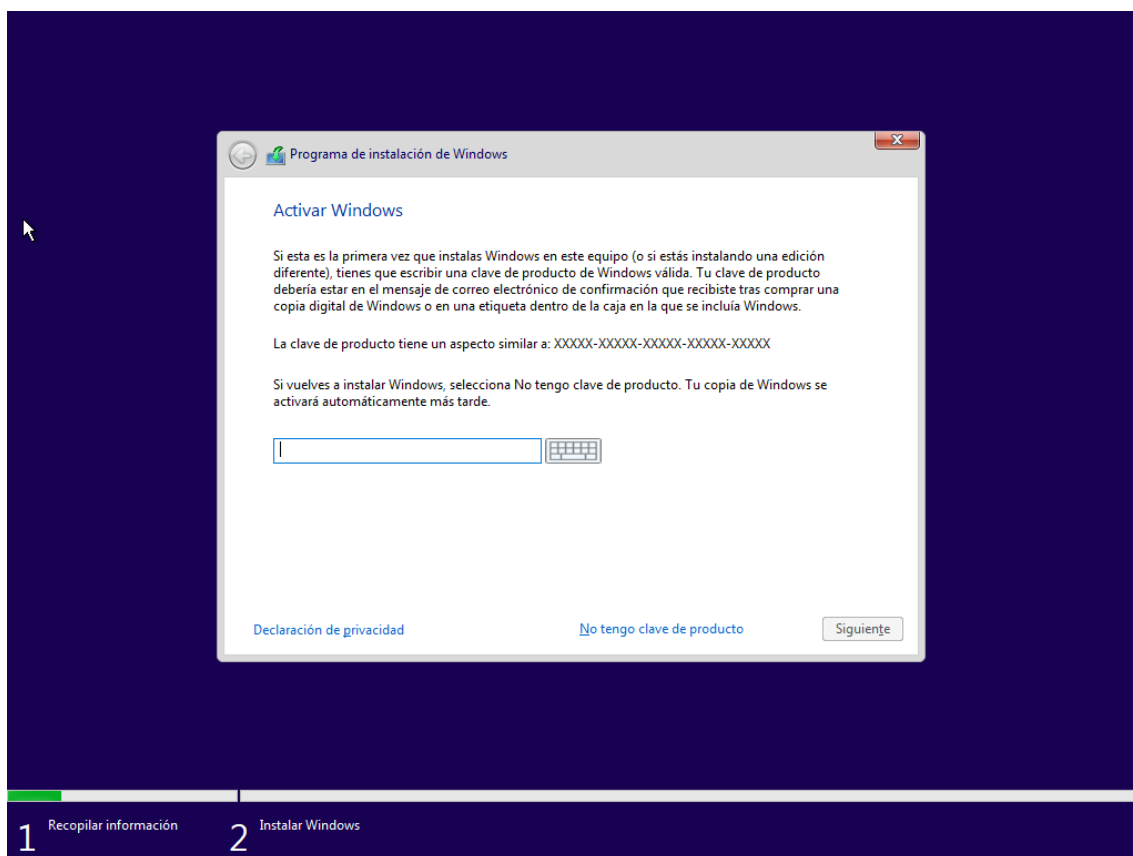 Programa de instalación de Windows
Activar Windows
Si esta es la primera vez que instalas Windows en este equipo (o si estás instalando una edición
diferente), tienes que escribir una clave de producto de Windows válida. Tu clave de producto
debería estar en el mensaje de correo electrónico de confirmación que recibiste tras comprar una
copia digital de Windows o en una etiqueta dentro de la caja en la que se incluía Windows.
La clave de producto tiene un aspecto similar a: XXXXX-XXXXX-XXXXX-XXXXX-XXXXX
Si vuelves a instalar Windows, selecciona No tengo clave de producto. Tu copia de Windows se
activará automáticamente más tarde.
Declaración de privacidad
No tengo clave de producto
Siguiente
1 Recopilar información
2 Instalar Windows